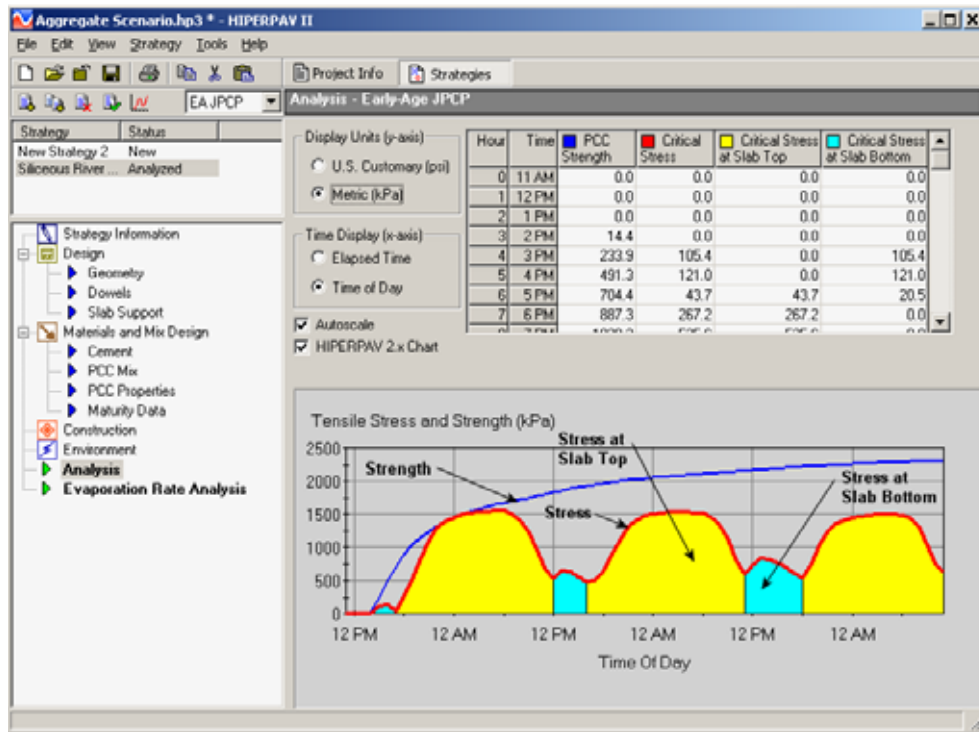 Aggregate Scenario.hp3 * - HIPERPAV II
File Edit View Strategy Tools Help
Project Info Strategies
EA JPCP
Analysis - Early-Age JPCP
Strategy Status
New Strategy 2 New
Siliceous River ... Analyzed
Strategy Information
Design
Geometry
Dowels
Slab Support
Materials and Mix Design
Cement
PCC Mix
PCC Properties
Maturity Data
Construction
Environment
Analysis
Evaporation Rate Analysis
Display Units (y-axis)
U.S. Customary (psi)
Metric (kPa)
Time Display (x-axis)
Elapsed Time
Time of Day
Autoscale
HIPERPAV 2.x Chart
Hour Time PCC Strength Critical Stress Critical Stress at Slab Top Critical Stress at Slab Bottom
0 11 AM 0.0 0.0 0.0 0.0
1 12 PM 0.0 0.0 0.0 0.0
2 1 PM 0.0 0.0 0.0 0.0
3 2 PM 14.4 0.0 0.0 0.0
4 3 PM 233.9 105.4 0.0 105.4
5 4 PM 491.3 121.0 0.0 121.0
6 5 PM 704.4 43.7 43.7 20.5
7 6 PM 887.3 267.2 267.2 0.0
Tensile Stress and Strength (kPa)
2500
2000
1500
1000
500
0
Strength
Stress at
Slab Top
Stress
Stress at
Slab Bottom
12 PM 12 AM 12 PM 12 AM 12 PM 12 AM
Time Of Day